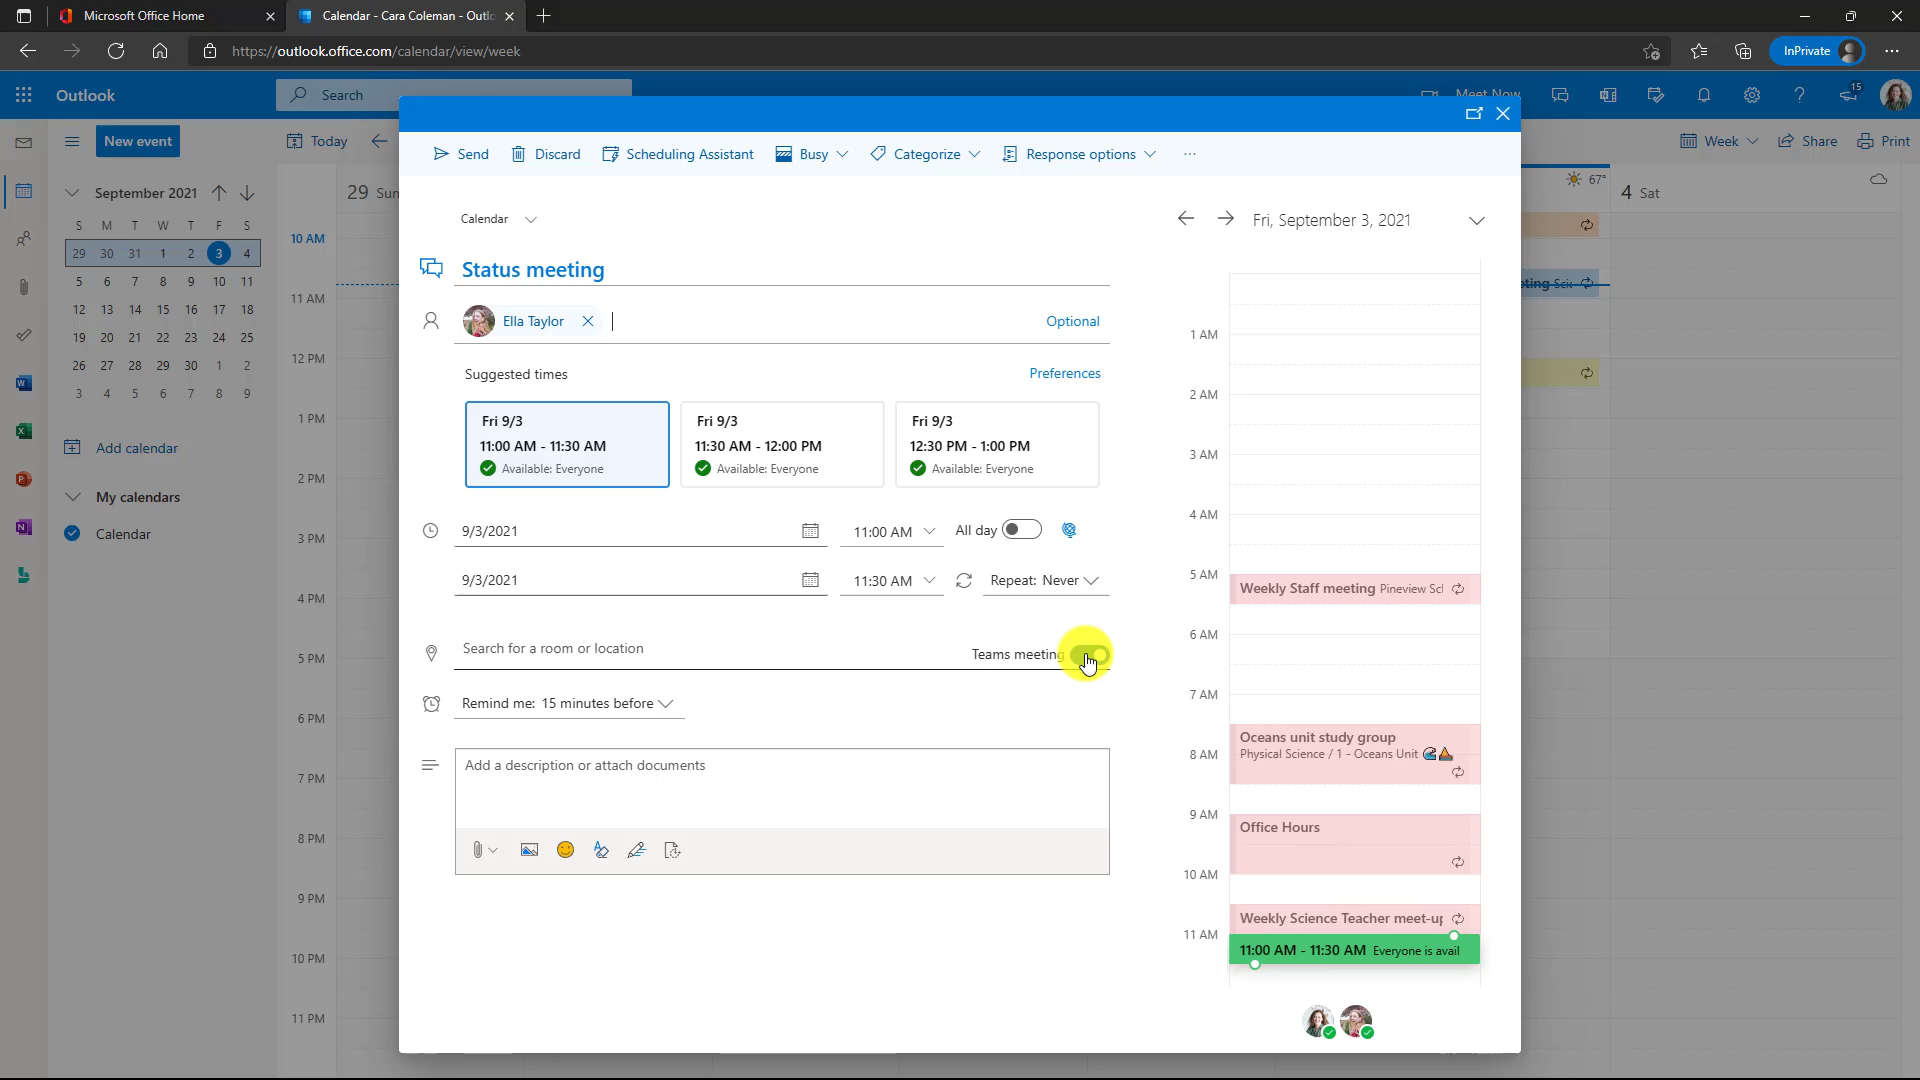 Microsoft Office Home
Calendar - Cara Coleman - Outlo
https://outlook.office.com/calendar/view/week
InPrivate
Outlook
Search
Meet Now
15
New event
Today
Week
Share
Print
Send
Discard
Scheduling Assistant
Busy
Categorize
Response options
September 2021
S M T W T F S
29 30 31 1 2 3 4
5 6 7 8 9 10 11
12 13 14 15 16 17 18
19 20 21 22 23 24 25
26 27 28 29 30 1 2
3 4 5 6 7 8 9
Add calendar
My calendars
Calendar
29 Sun
10 AM
11 AM
12 PM
1 PM
2 PM
3 PM
4 PM
5 PM
6 PM
7 PM
8 PM
9 PM
10 PM
11 PM
Calendar
Status meeting
Ella Taylor
Optional
Suggested times
Preferences
Fri 9/3
11:00 AM - 11:30 AM
Available: Everyone
Fri 9/3
11:30 AM - 12:00 PM
Available: Everyone
Fri 9/3
12:30 PM - 1:00 PM
Available: Everyone
9/3/2021
11:00 AM
All day
9/3/2021
11:30 AM
Repeat: Never
Search for a room or location
Teams meeting
Remind me: 15 minutes before
Add a description or attach documents
Fri, September 3, 2021
1 AM
2 AM
3 AM
4 AM
5 AM
Weekly Staff meeting Pineview Scl
6 AM
7 AM
Oceans unit study group
8 AM
Physical Science / 1 - Oceans Unit
9 AM
Office Hours
10 AM
Weekly Science Teacher meet-up
11 AM
11:00 AM - 11:30 AM Everyone is avail
67°
4 Sat
eting Sci